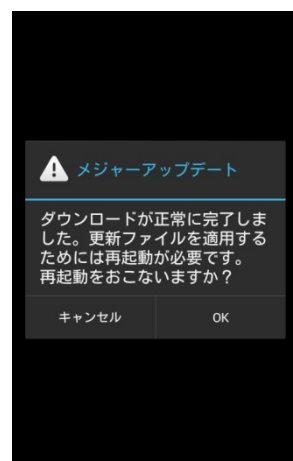 メジャーアップデート
ダウンロードが正常に完了しま
した。更新ファイルを適用する
ためには再起動が必要です。
再起動をおこないますか？
キャンセル
OK